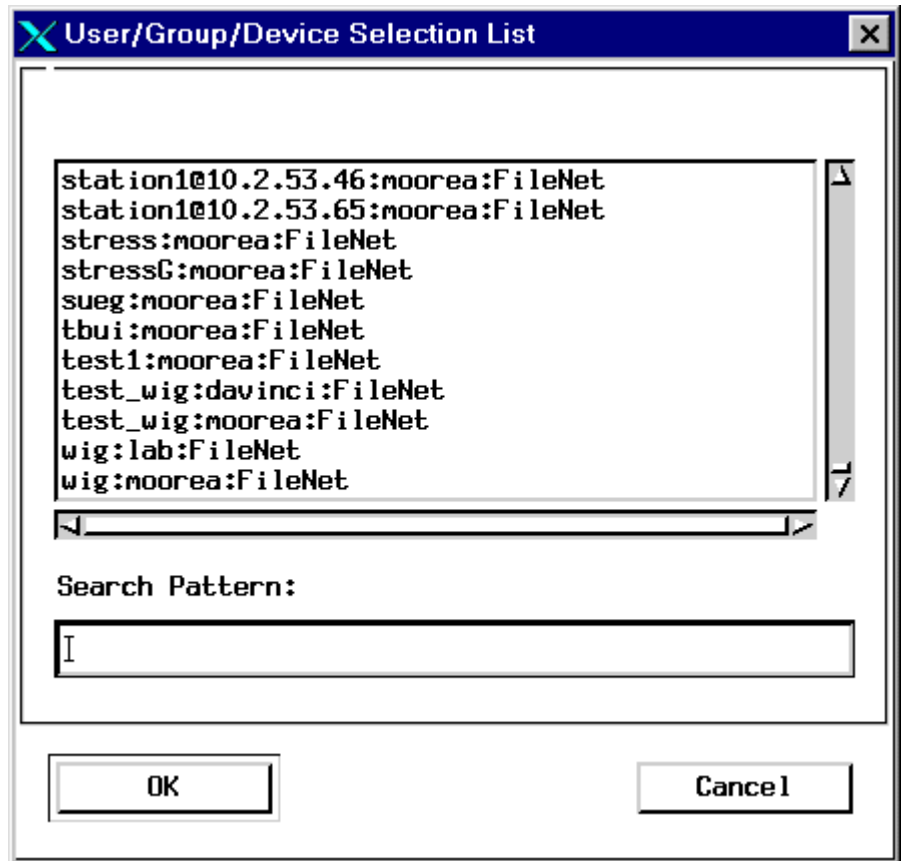 User/Group/Device Selection List
station1@10.2.53.46:moorea:FileNet
station1@10.2.53.65:moorea:FileNet
stress:moorea:FileNet
stressG:moorea:FileNet
sueg:moorea:FileNet
tbui:moorea:FileNet
test1:moorea:FileNet
test_wig:davinci:FileNet
test_wig:moorea:FileNet
wig:lab:FileNet
wig:moorea:FileNet
Search Pattern:
OK Cancel